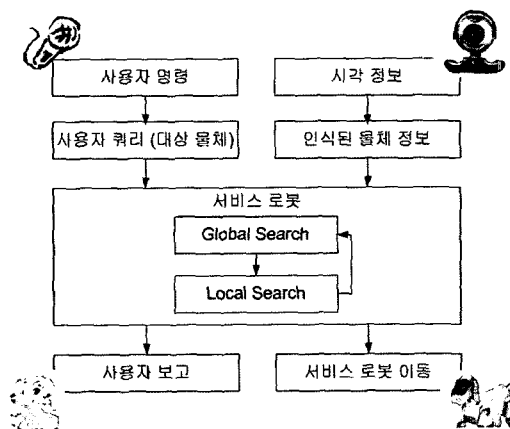 사용자 명령
시각 정보
사용자 쿼리 (대상 물체)
인식된 물체 정보
서비스 로봇
Global Search
Local Search
사용자 보고
서비스 로봇 이동